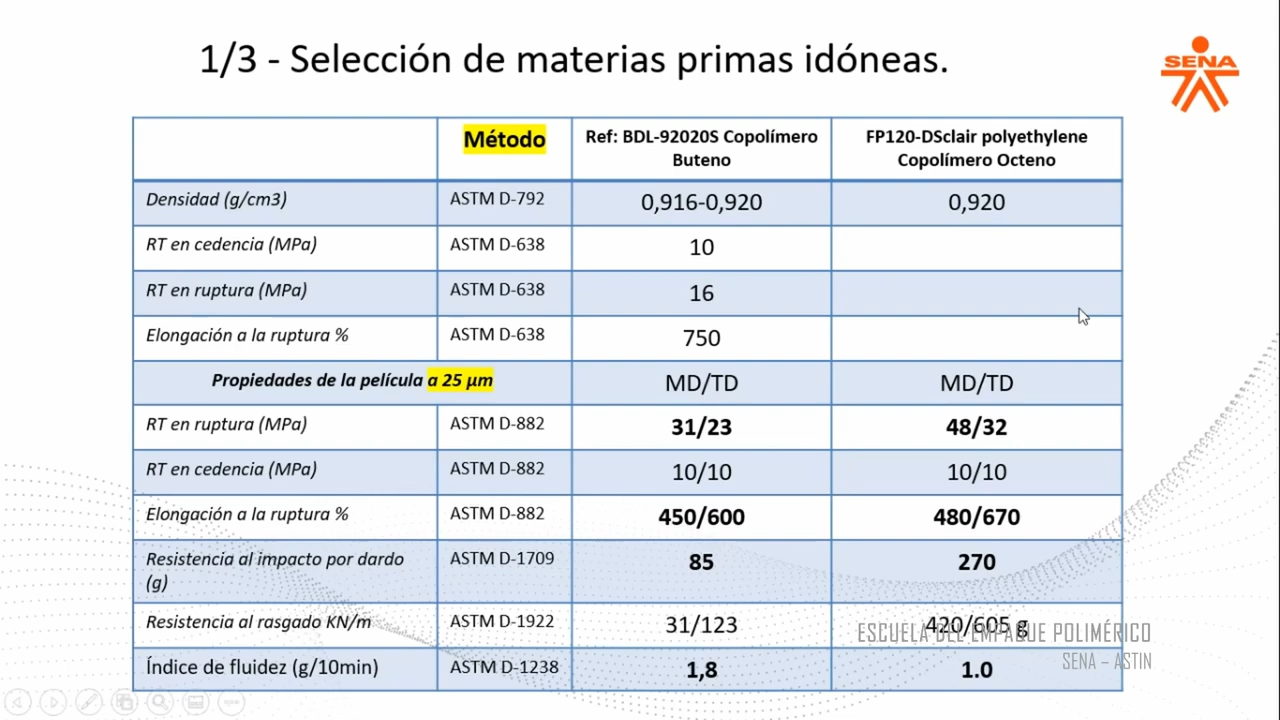 1/3 - Selección de materias primas idóneas.
SENA
Método
Ref: BDL-92020S Copolímero
Buteno
FP120-DSclair polyethylene
Copolímero Octeno
Densidad (g/cm3) ASTM D-792 0,916-0,920 0,920
RT en cedencia (MPa) ASTM D-638 10
RT en ruptura (MPa) ASTM D-638 16
Elongación a la ruptura % ASTM D-638 750
Propiedades de la película a 25 µm MD/TD MD/TD
RT en ruptura (MPa) ASTM D-882 31/23 48/32
RT en cedencia (MPa) ASTM D-882 10/10 10/10
Elongación a la ruptura % ASTM D-882 450/600 480/670
Resistencia al impacto por dardo
(g)
ASTM D-1709 85 270
Resistencia al rasgado KN/m ASTM D-1922 31/123 420/605 g
ESCUELA DEL EMPAQUE POLIMÉRICO
SENA – ASTIN
Índice de fluidez (g/10min) ASTM D-1238 1,8 1.0